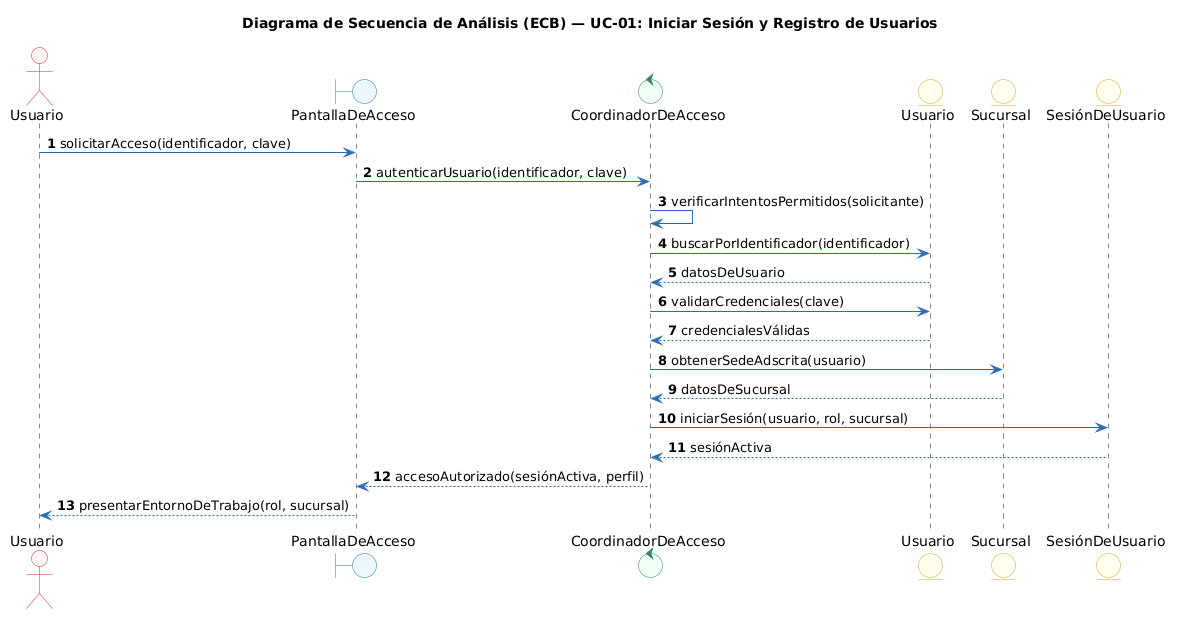 Diagrama de Secuencia de Análisis (ECB) — UC-01: Iniciar Sesión y Registro de Usuarios
Usuario PantallaDeAcceso CoordinadorDeAcceso Usuario Sucursal SesiónDeUsuario
1 solicitarAcceso(identificador, clave)
2 autenticarUsuario(identificador, clave)
3 verificarIntentosPermitidos(solicitante)
4 buscarPorIdentificador(identificador)
5 datosDeUsuario
6 validarCredenciales(clave)
7 credencialesVálidas
8 obtenerSedeAdscrita(usuario)
9 datosDeSucursal
10 iniciarSesión(usuario, rol, sucursal)
11 sesiónActiva
12 accesoAutorizado(sesiónActiva, perfil)
13 presentarEntornoDeTrabajo(rol, sucursal)
Usuario PantallaDeAcceso CoordinadorDeAcceso Usuario Sucursal SesiónDeUsuario